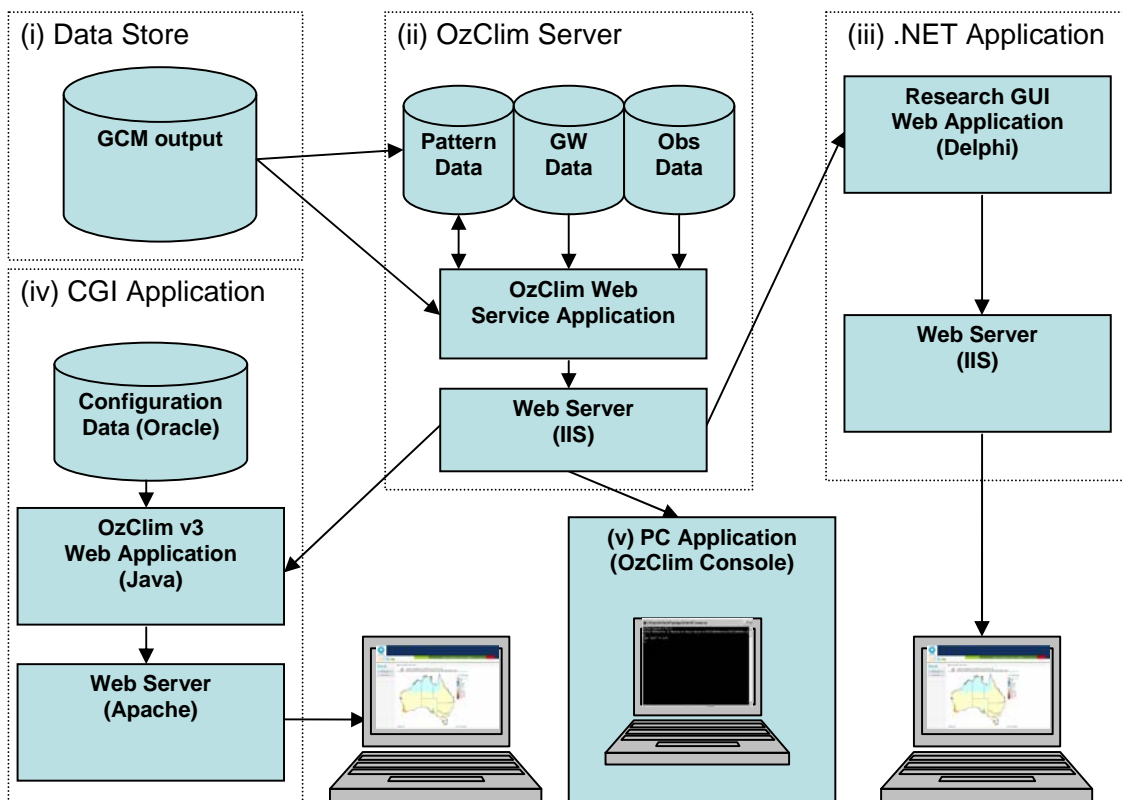 (i) Data Store
GCM output
(ii) OzClim Server
Pattern
Data
GW
Data
Obs
Data
OzClim Web
Service Application
Web Server
(IIS)
(iii) .NET Application
Research GUI
Web Application
(Delphi)
Web Server
(IIS)
(iv) CGI Application
Configuration
Data (Oracle)
OzClim v3
Web Application
(Java)
Web Server
(Apache)
(v) PC Application
(OzClim Console)